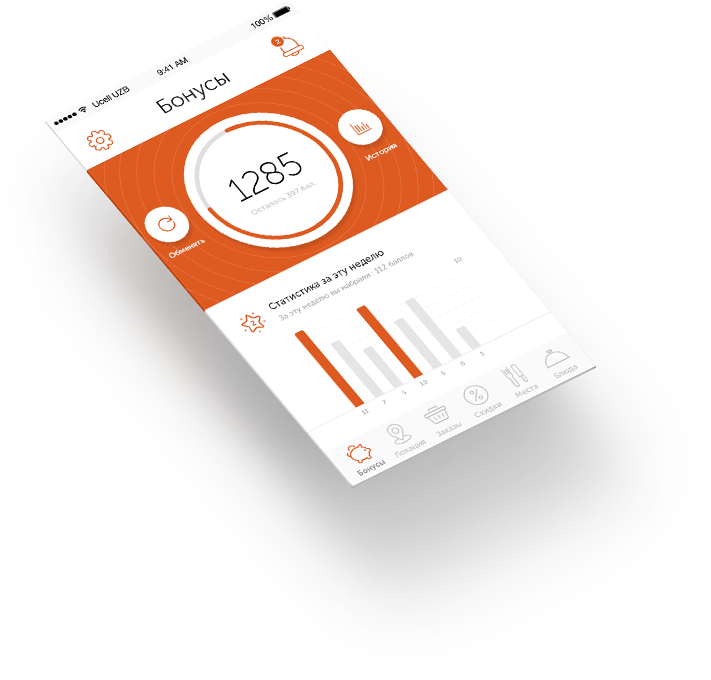 Ucell UZB 9:41 AM 100%
Бонусы
2
1285
Осталось 397 бал.
Обменять
История
2
Статистика за эту неделю
За эту неделю вы набрали : 112 баллов
10
11 7 5 10 6 8 5
Бонусы Локация Заказы Скидки Места Блюда